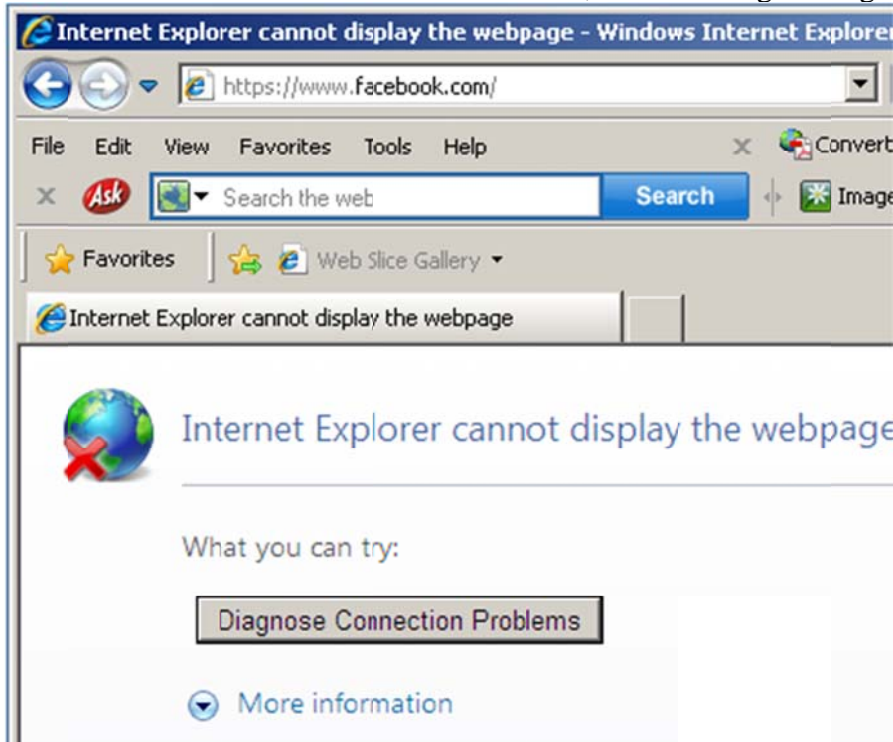 Internet Explorer cannot display the webpage - Windows Internet Explorer
https://www.facebook.com/
File Edit View Favorites Tools Help Convert
Ask Search the web Search Image
Favorites Web Slice Gallery
Internet Explorer cannot display the webpage
Internet Explorer cannot display the webpage
What you can try:
Diagnose Connection Problems
More information